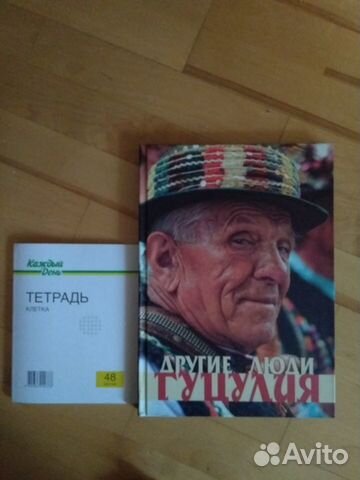 Каждый
День
ТЕТРАДЬ
КЛЕТКА
48
ДРУГИЕ ЛЮДИ
ГУЦУЛИЯ
Avito